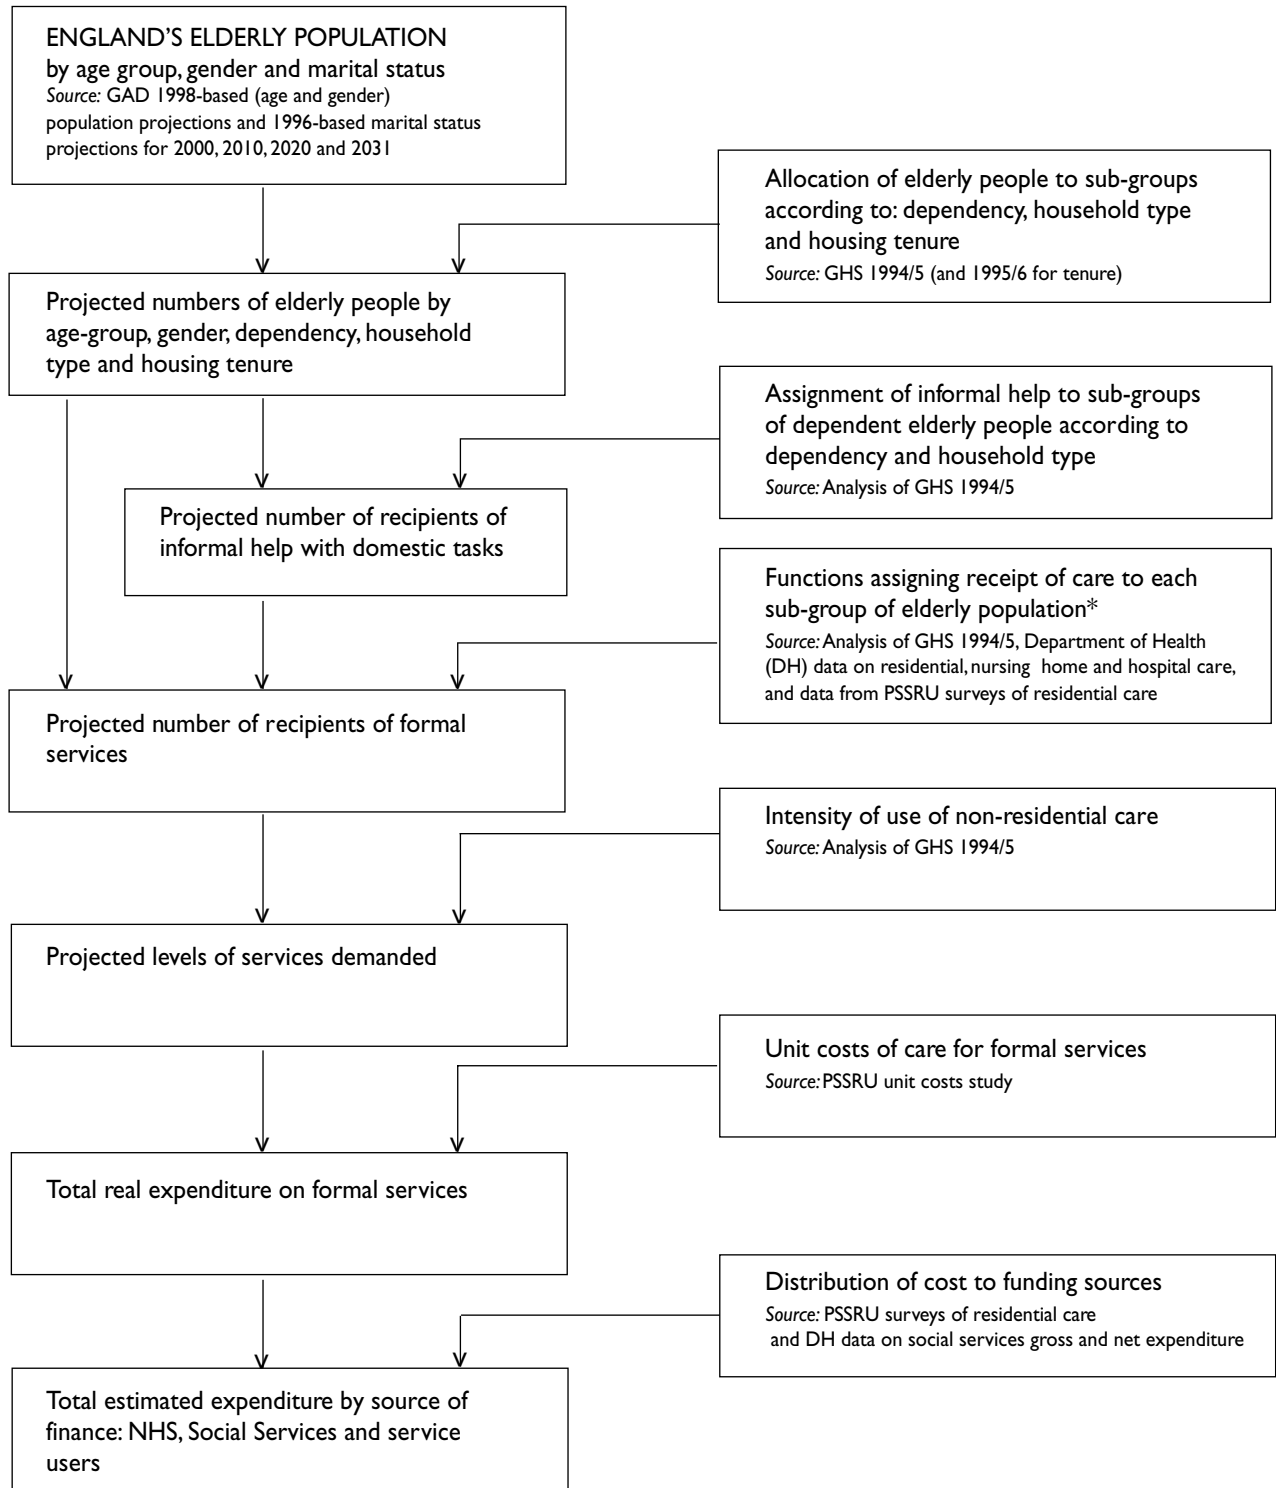 ENGLAND'S ELDERLY POPULATION
by age group, gender and marital status
Source: GAD 1998-based (age and gender)
population projections and 1996-based marital status
projections for 2000, 2010, 2020 and 2031
Allocation of elderly people to sub-groups
according to: dependency, household type
and housing tenure
Source: GHS 1994/5 (and 1995/6 for tenure)
Projected numbers of elderly people by
age-group, gender, dependency, household
type and housing tenure
Assignment of informal help to sub-groups
of dependent elderly people according to
dependency and household type
Source: Analysis of GHS 1994/5
Projected number of recipients of
informal help with domestic tasks
Functions assigning receipt of care to each
sub-group of elderly population*
Source: Analysis of GHS 1994/5, Department of Health
(DH) data on residential, nursing home and hospital care,
and data from PSSRU surveys of residential care
Projected number of recipients of formal
services
Intensity of use of non-residential care
Source: Analysis of GHS 1994/5
Projected levels of services demanded
Unit costs of care for formal services
Source: PSSRU unit costs study
Total real expenditure on formal services
Distribution of cost to funding sources
Source: PSSRU surveys of residential care
and DH data on social services gross and net expenditure
Total estimated expenditure by source of
finance: NHS, Social Services and service
users